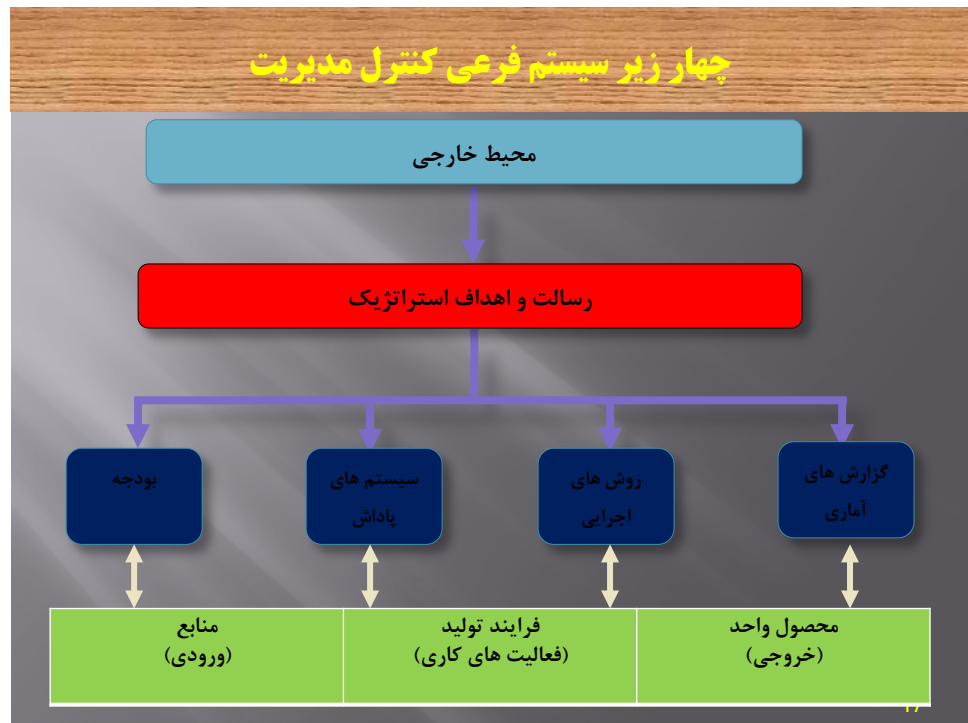 چهار زیر سیستم فرعی کنترل مدیریت
محیط خارجی
رسالت و اهداف استراتژیک
گزارش های
آماری
روش های
اجرایی
سیستم های
پاداش
بودجه
محصول واحد
(خروجی)
فرایند تولید
(فعالیت های کاری)
منابع
(ورودی)